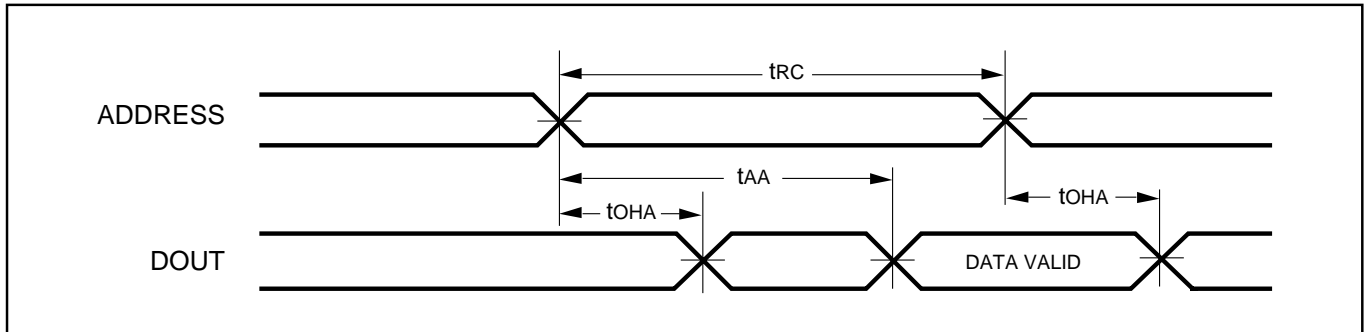 tRC
ADDRESS
tAA
tOHA
tOHA
DOUT
DATA VALID